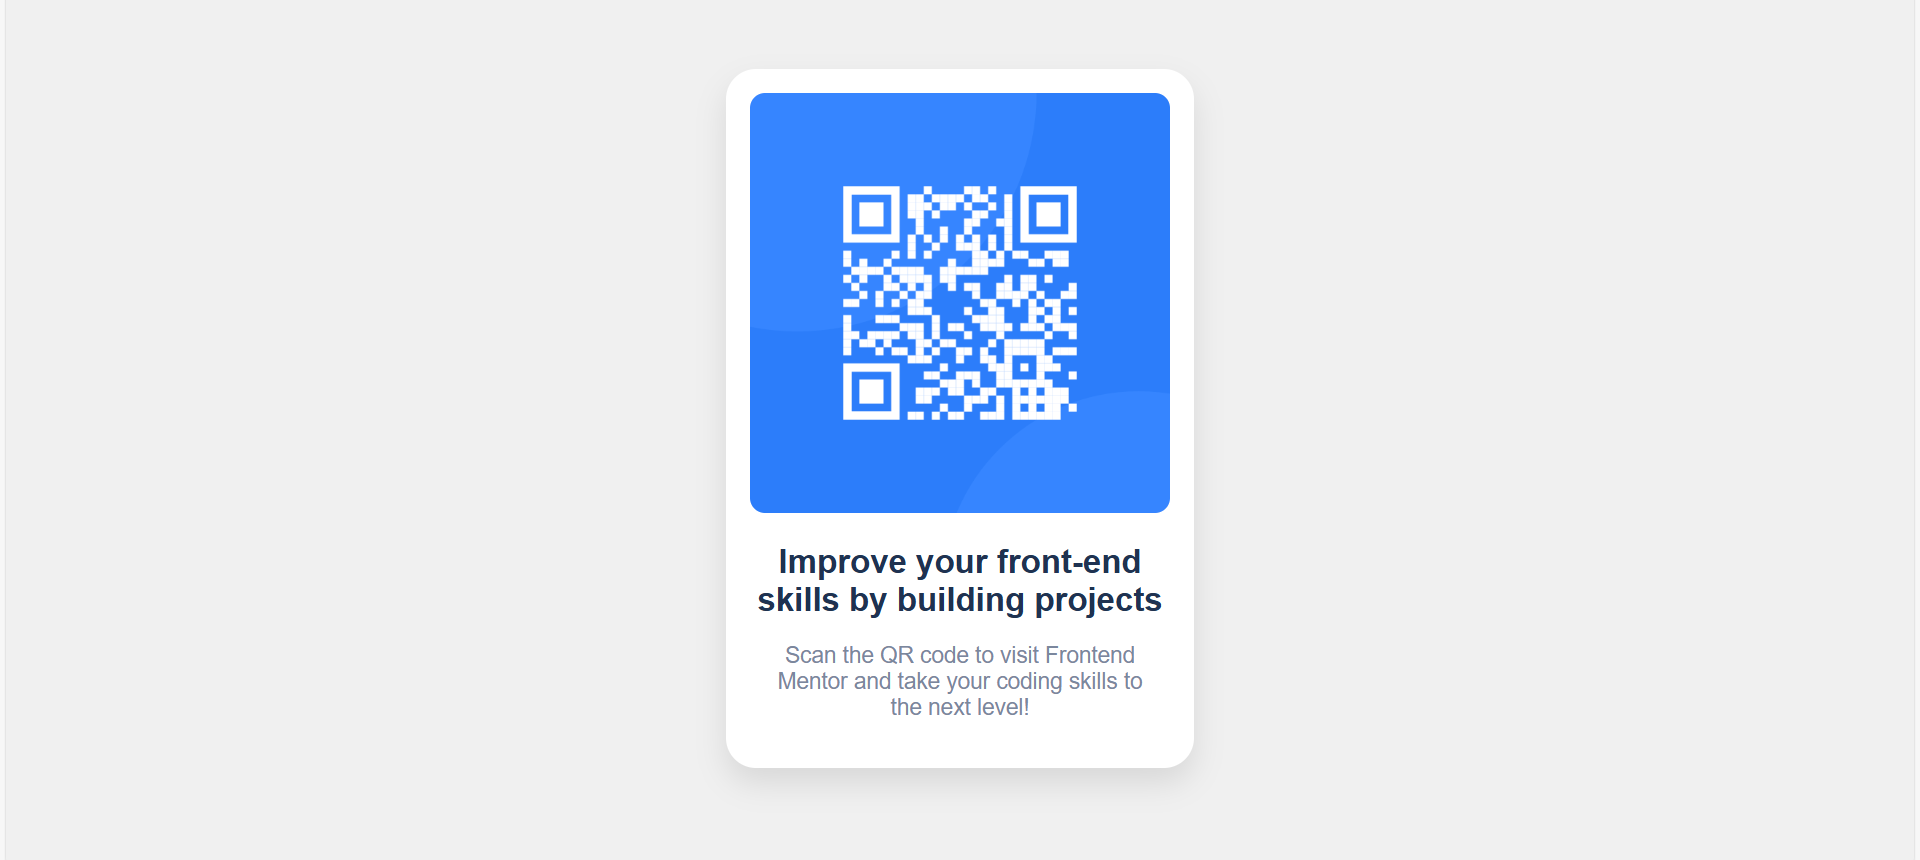 Improve your front-end
skills by building projects
Scan the QR code to visit Frontend
Mentor and take your coding skills to
the next level!